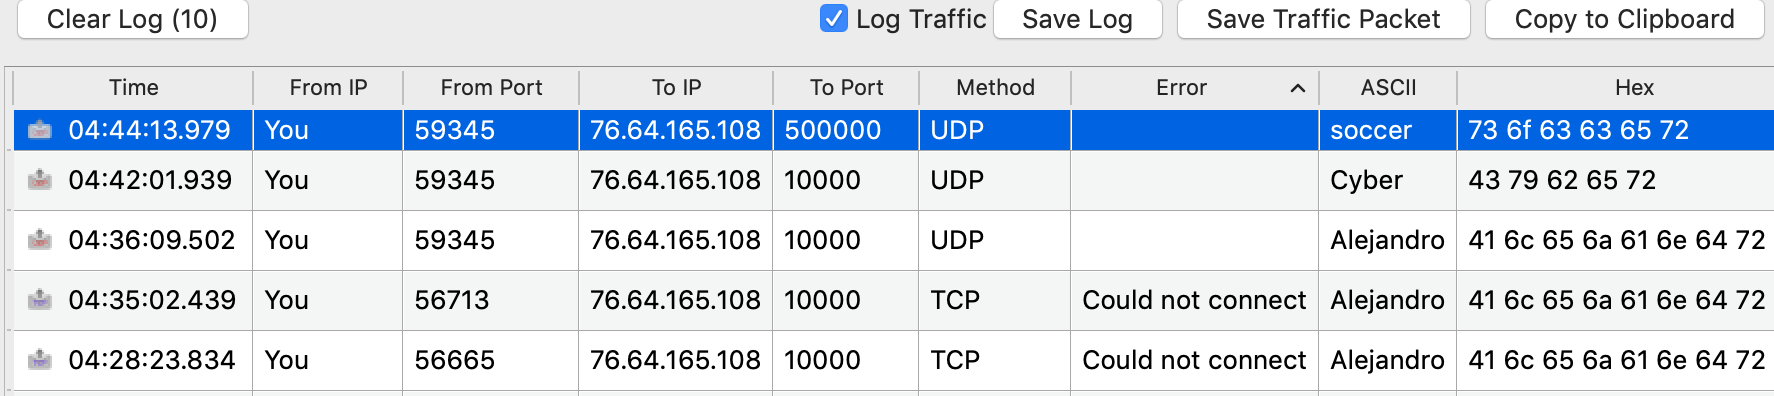 Clear Log (10) Log Traffic Save Log Save Traffic Packet Copy to Clipboard
Time From IP From Port To IP To Port Method Error ASCII Hex
04:44:13.979 You 59345 76.64.165.108 500000 UDP soccer 73 6f 63 63 65 72
04:42:01.939 You 59345 76.64.165.108 10000 UDP Cyber 43 79 62 65 72
04:36:09.502 You 59345 76.64.165.108 10000 UDP Alejandro 41 6c 65 6a 61 6e 64 72
04:35:02.439 You 56713 76.64.165.108 10000 TCP Could not connect Alejandro 41 6c 65 6a 61 6e 64 72
04:28:23.834 You 56665 76.64.165.108 10000 TCP Could not connect Alejandro 41 6c 65 6a 61 6e 64 72